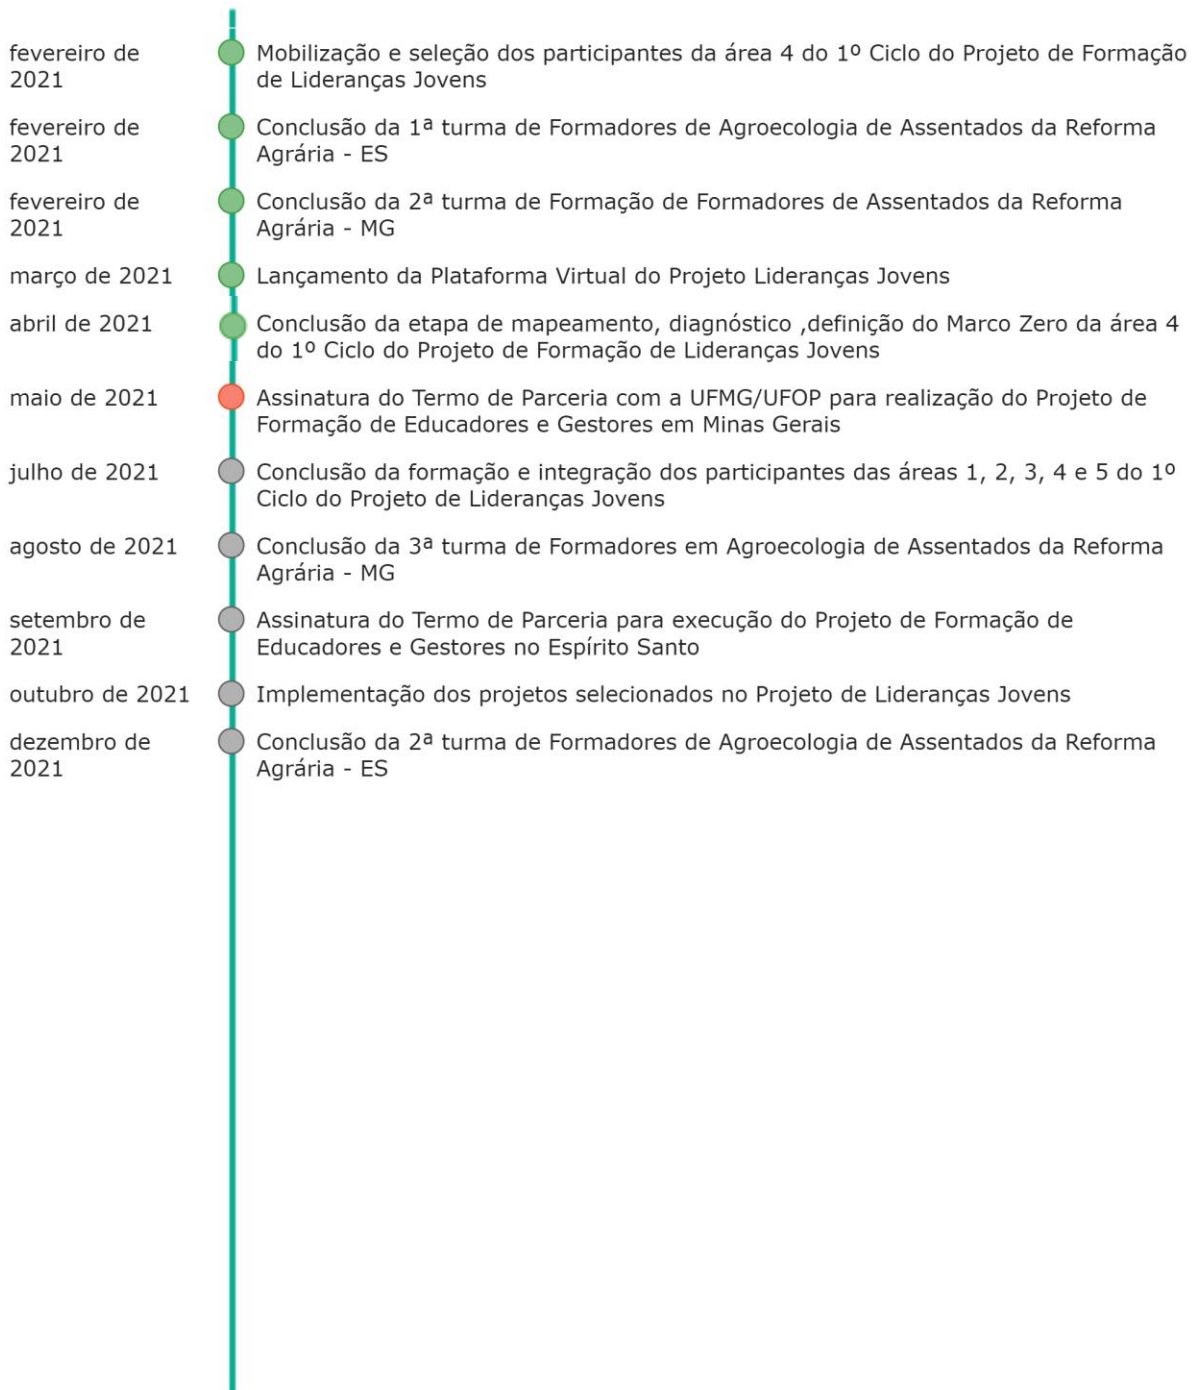 fevereiro de
2021
Mobilização e seleção dos participantes da área 4 do 1º Ciclo do Projeto de Formação
de Lideranças Jovens
fevereiro de
2021
Conclusão da 1ª turma de Formadores de Agroecologia de Assentados da Reforma
Agrária - ES
fevereiro de
2021
Conclusão da 2ª turma de Formação de Formadores de Assentados da Reforma
Agrária - MG
março de 2021
Lançamento da Plataforma Virtual do Projeto Lideranças Jovens
abril de 2021
Conclusão da etapa de mapeamento, diagnóstico ,definição do Marco Zero da área 4
do 1º Ciclo do Projeto de Formação de Lideranças Jovens
maio de 2021
Assinatura do Termo de Parceria com a UFMG/UFOP para realização do Projeto de
Formação de Educadores e Gestores em Minas Gerais
julho de 2021
Conclusão da formação e integração dos participantes das áreas 1, 2, 3, 4 e 5 do 1º
Ciclo do Projeto de Lideranças Jovens
agosto de 2021
Conclusão da 3ª turma de Formadores em Agroecologia de Assentados da Reforma
Agrária - MG
setembro de
2021
Assinatura do Termo de Parceria para execução do Projeto de Formação de
Educadores e Gestores no Espírito Santo
outubro de 2021
Implementação dos projetos selecionados no Projeto de Lideranças Jovens
dezembro de
2021
Conclusão da 2ª turma de Formadores de Agroecologia de Assentados da Reforma
Agrária - ES